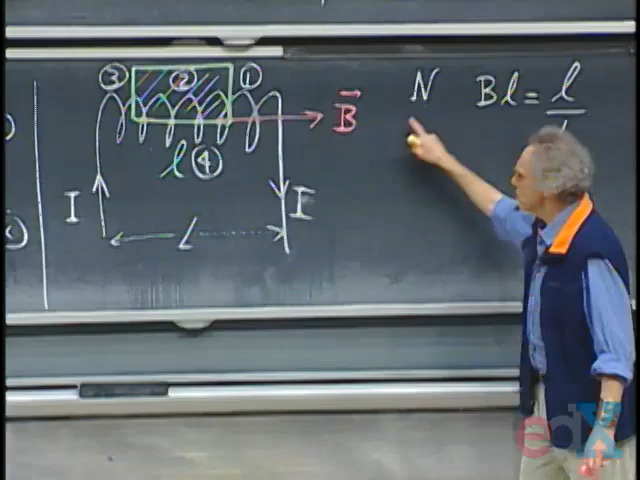 ③ ② ①
B⃗
N
Bl = l/
l ④
I
I
L
edX